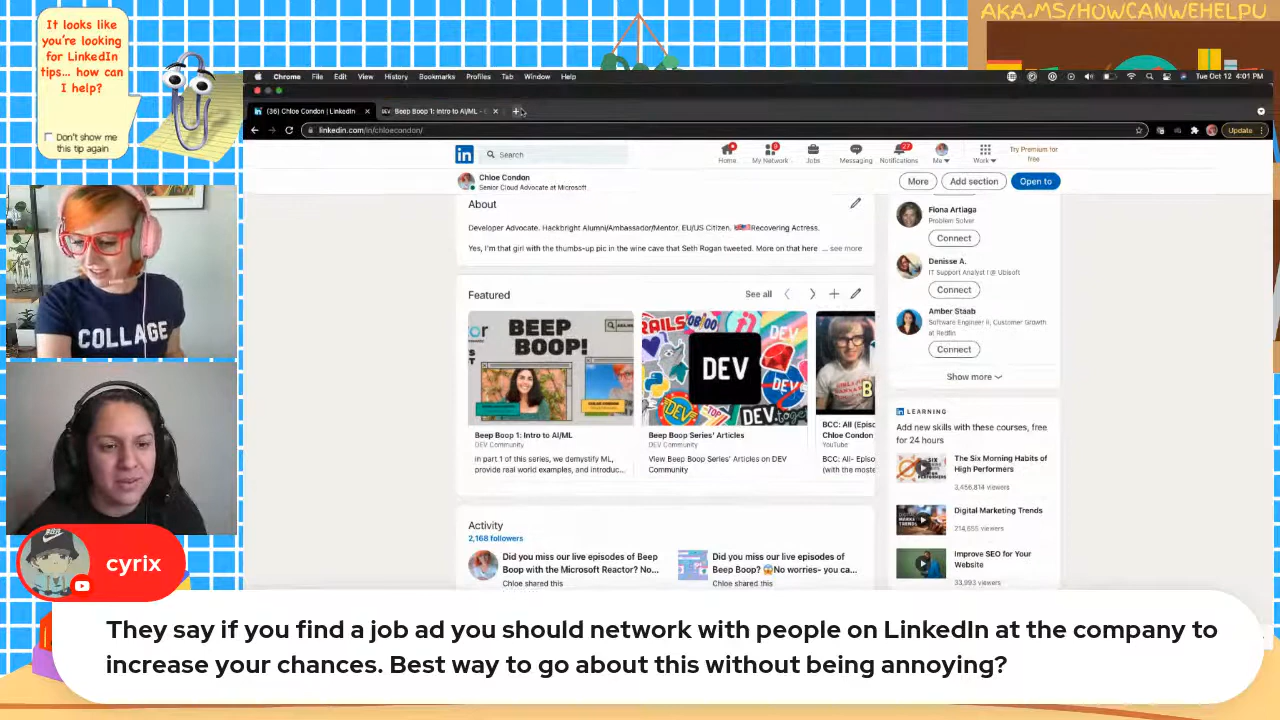 AKA.MS/HOWCANWEHELPU
It looks like
you're looking
for LinkedIn
tips... how can
I help?
Don't show me
this tip again
Chrome File Edit View History Bookmarks Profiles Tab Window Help
Tue Oct 12 4:01 PM
(36) Chloe Condon | LinkedIn
Beep Boop 1: Intro to AI/ML -
linkedin.com/in/chloecondon/
Update
in
Search
Home
My Network
Jobs
Messaging
Notifications
27
Me
Work
Try Premium for
free
Chloe Condon
Senior Cloud Advocate at Microsoft
More
Add section
Open to
About
Developer Advocate. Hackbright Alumni/Ambassador/Mentor. EU/US Citizen. 🇬🇧🇺🇸Recovering Actress.
Yes, I'm that girl with the thumbs-up pic in the wine cave that Seth Rogan tweeted. More on that here ... see more
Featured
See all
BEEP
BOOP!
RAILS
DEV
Beep Boop 1: Intro to AI/ML
DEV Community
in part 1 of this series, we demystify ML,
provide real world examples, and introduc...
Beep Boop Series' Articles
DEV Community
View Beep Boop Series' Articles on DEV
Community
BCC: All (Episo
Chloe Condon
YouTube
BCC: All- Episo
(with the moste
Activity
2,168 followers
Did you miss our live episodes of Beep
Boop with the Microsoft Reactor? No...
Chloe shared this
Did you miss our live episodes of
Beep Boop? 😱No worries- you ca...
Chloe shared this
Fiona Artiaga
Problem Solver
Connect
Denisse A.
IT Support Analyst I @ Ubisoft
Connect
Amber Staab
Software Engineer II, Customer Growth
at Redfin
Connect
Show more
in LEARNING
Add new skills with these courses, free
for 24 hours
The Six Morning Habits of
High Performers
3,456,814 viewers
Digital Marketing Trends
214,655 viewers
Improve SEO for Your
Website
33,993 viewers
COLLAGE
cyrix
They say if you find a job ad you should network with people on LinkedIn at the company to
increase your chances. Best way to go about this without being annoying?